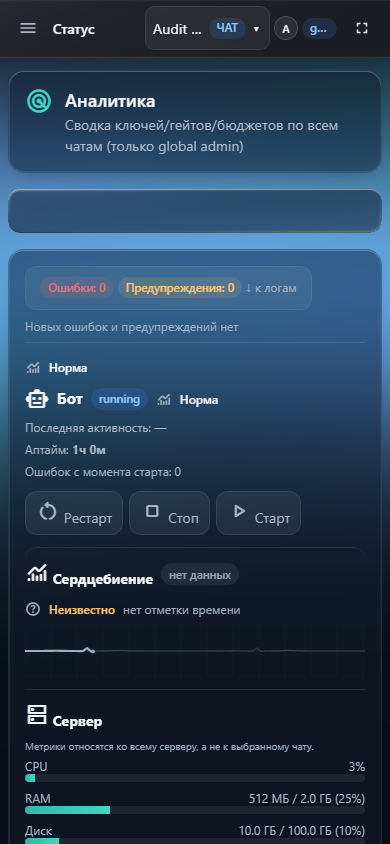 Статус
Audit ... ЧАТ ▾ A g...
Аналитика
Сводка ключей/гейтов/бюджетов по всем
чатам (только global admin)
Ошибки: 0 Предупреждения: 0 ↓ к логам
Новых ошибок и предупреждений нет
Норма
Бот running Норма
Последняя активность: —
Аптайм: 1ч 0м
Ошибок с момента старта: 0
Рестарт Стоп Старт
Сердцебиение нет данных
Неизвестно нет отметки времени
Сервер
Метрики относятся ко всему серверу, а не к выбранному чату.
CPU 3%
RAM 512 МБ / 2.0 ГБ (25%)
Диск 10.0 ГБ / 100.0 ГБ (10%)